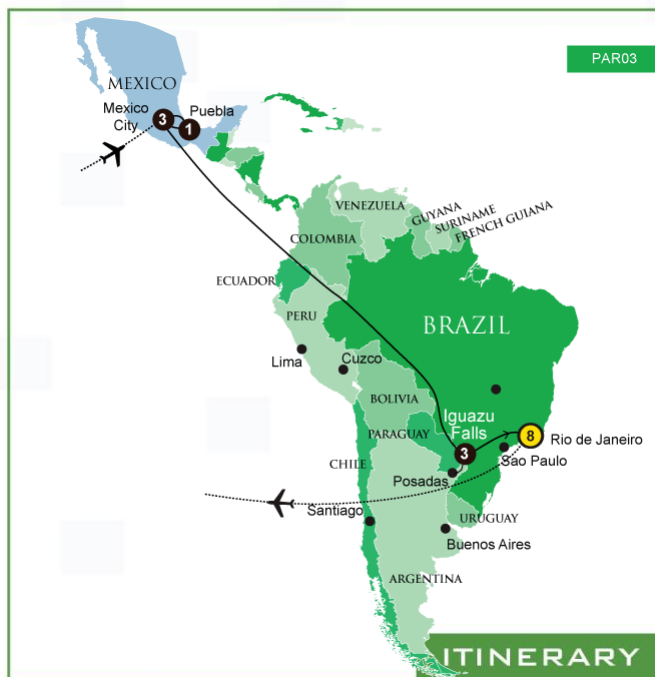 PAR03
MEXICO
Mexico
City
Puebla
3
1
VENEZUELA
GUYANA
SURINAME
FRENCH GUIANA
COLOMBIA
ECUADOR
PERU
BRAZIL
Lima
Cuzco
BOLIVIA
Iguazu
Falls
PARAGUAY
8
Rio de Janeiro
3
Sao Paulo
CHILE
Posadas
Santiago
URUGUAY
Buenos Aires
ARGENTINA
ITINERARY